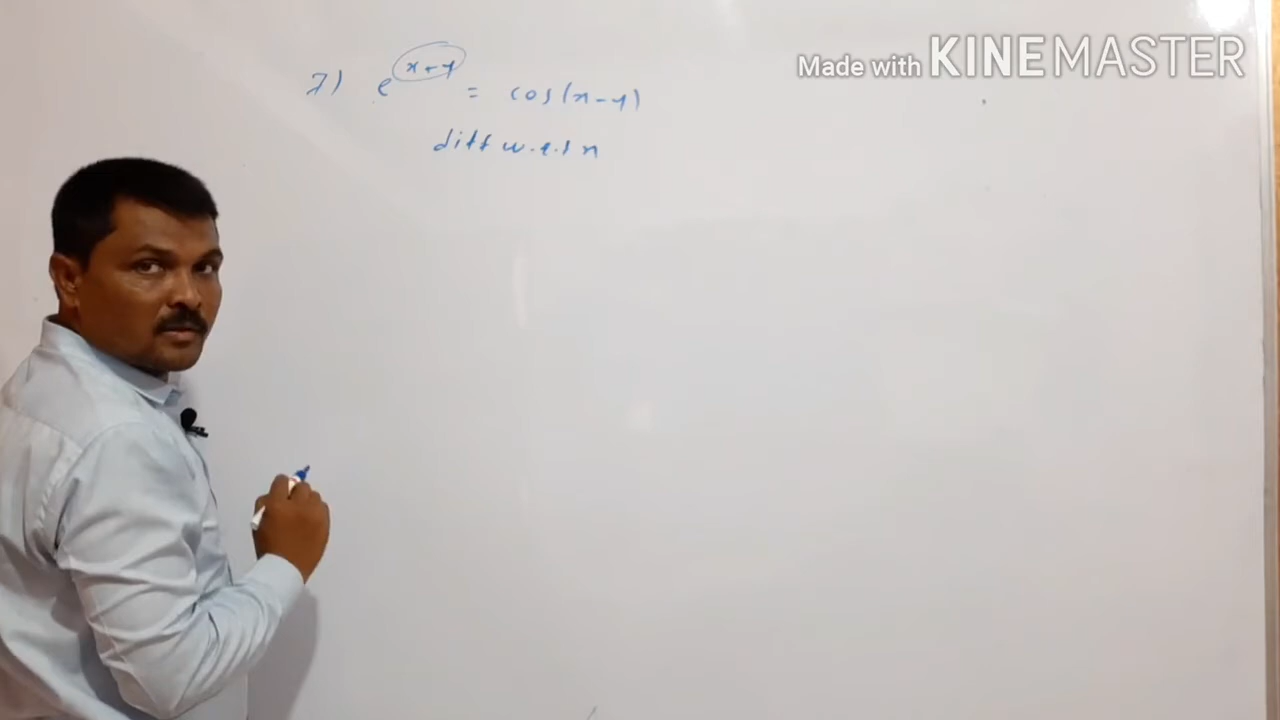 Made with KINEMASTER
7) e^(x+y) = cos(x-y)
diff w.r.t x